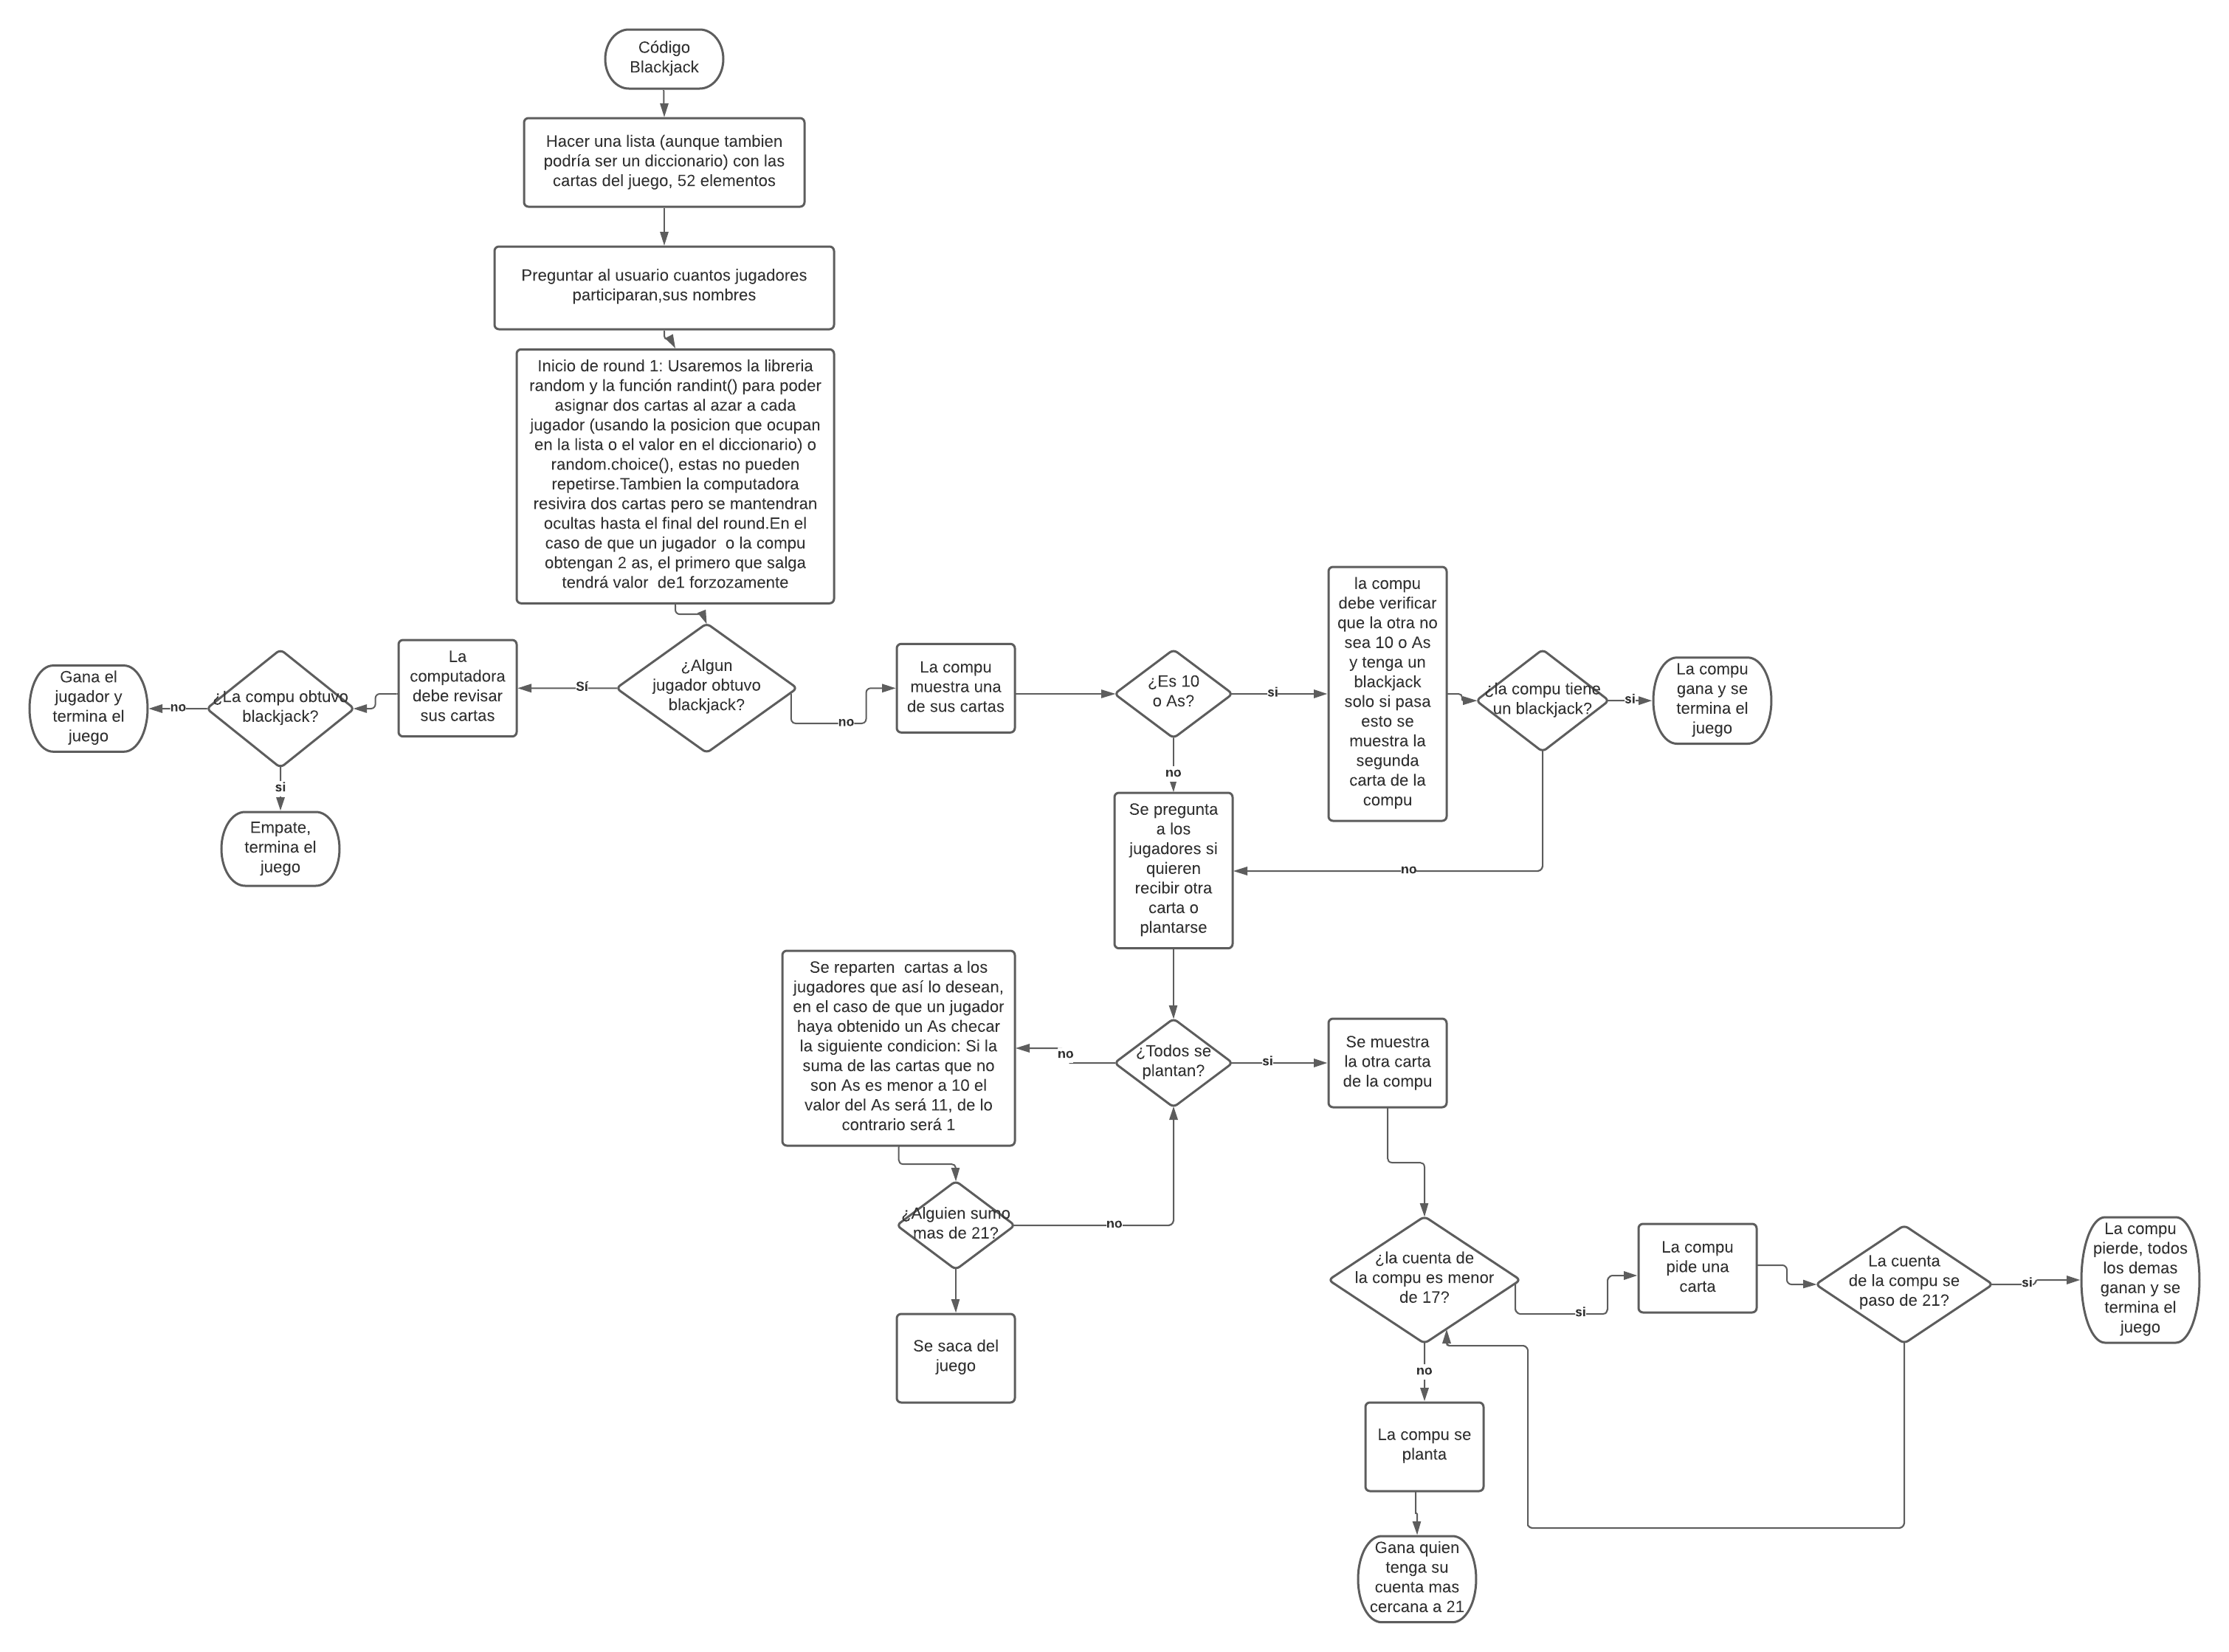 Código
Blackjack
Hacer una lista (aunque tambien
podría ser un diccionario) con las
cartas del juego, 52 elementos
Preguntar al usuario cuantos jugadores
participaran,sus nombres
Inicio de round 1: Usaremos la libreria
random y la función randint() para poder
asignar dos cartas al azar a cada
jugador (usando la posicion que ocupan
en la lista o el valor en el diccionario) o
random.choice(), estas no pueden
repetirse.Tambien la computadora
resivira dos cartas pero se mantendran
ocultas hasta el final del round.En el
caso de que un jugador  o la compu
obtengan 2 as, el primero que salga
tendrá valor  de1 forzozamente
¿Algun
jugador obtuvo
blackjack?
Sí
La
computadora
debe revisar
sus cartas
¿La compu obtuvo
blackjack?
no
Gana el
jugador y
termina el
juego
si
Empate,
termina el
juego
no
La compu
muestra una
de sus cartas
¿Es 10
o As?
si
la compu
debe verificar
que la otra no
sea 10 o As
y tenga un
blackjack
solo si pasa
esto se
muestra la
segunda
carta de la
compu
¿la compu tiene
un blackjack?
si
La compu
gana y se
termina el
juego
no
no
Se pregunta
a los
jugadores si
quieren
recibir otra
carta o
plantarse
¿Todos se
plantan?
no
Se reparten  cartas a los
jugadores que así lo desean,
en el caso de que un jugador
haya obtenido un As checar
la siguiente condicion: Si la
suma de las cartas que no
son As es menor a 10 el
valor del As será 11, de lo
contrario será 1
¿Alguien sumo
mas de 21?
no
Se saca del
juego
si
Se muestra
la otra carta
de la compu
¿la cuenta de
la compu es menor
de 17?
si
La compu
pide una
carta
La cuenta
de la compu se
paso de 21?
si
La compu
pierde, todos
los demas
ganan y se
termina el
juego
no
La compu se
planta
Gana quien
tenga su
cuenta mas
cercana a 21